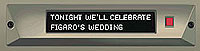 TONIGHT WE'LL CELEBRATE
FIGARO'S WEDDING